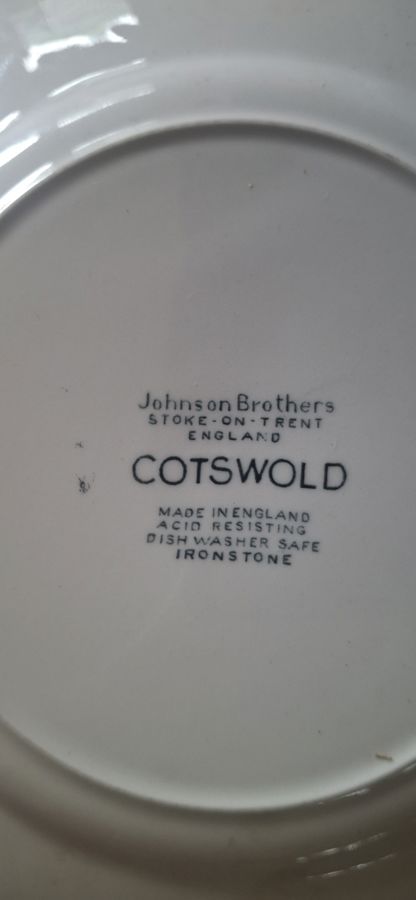 Johnson Brothers
STOKE-ON-TRENT
ENGLAND
COTSWOLD
MADE IN ENGLAND
ACID RESISTING
DISH WASHER SAFE
IRONSTONE